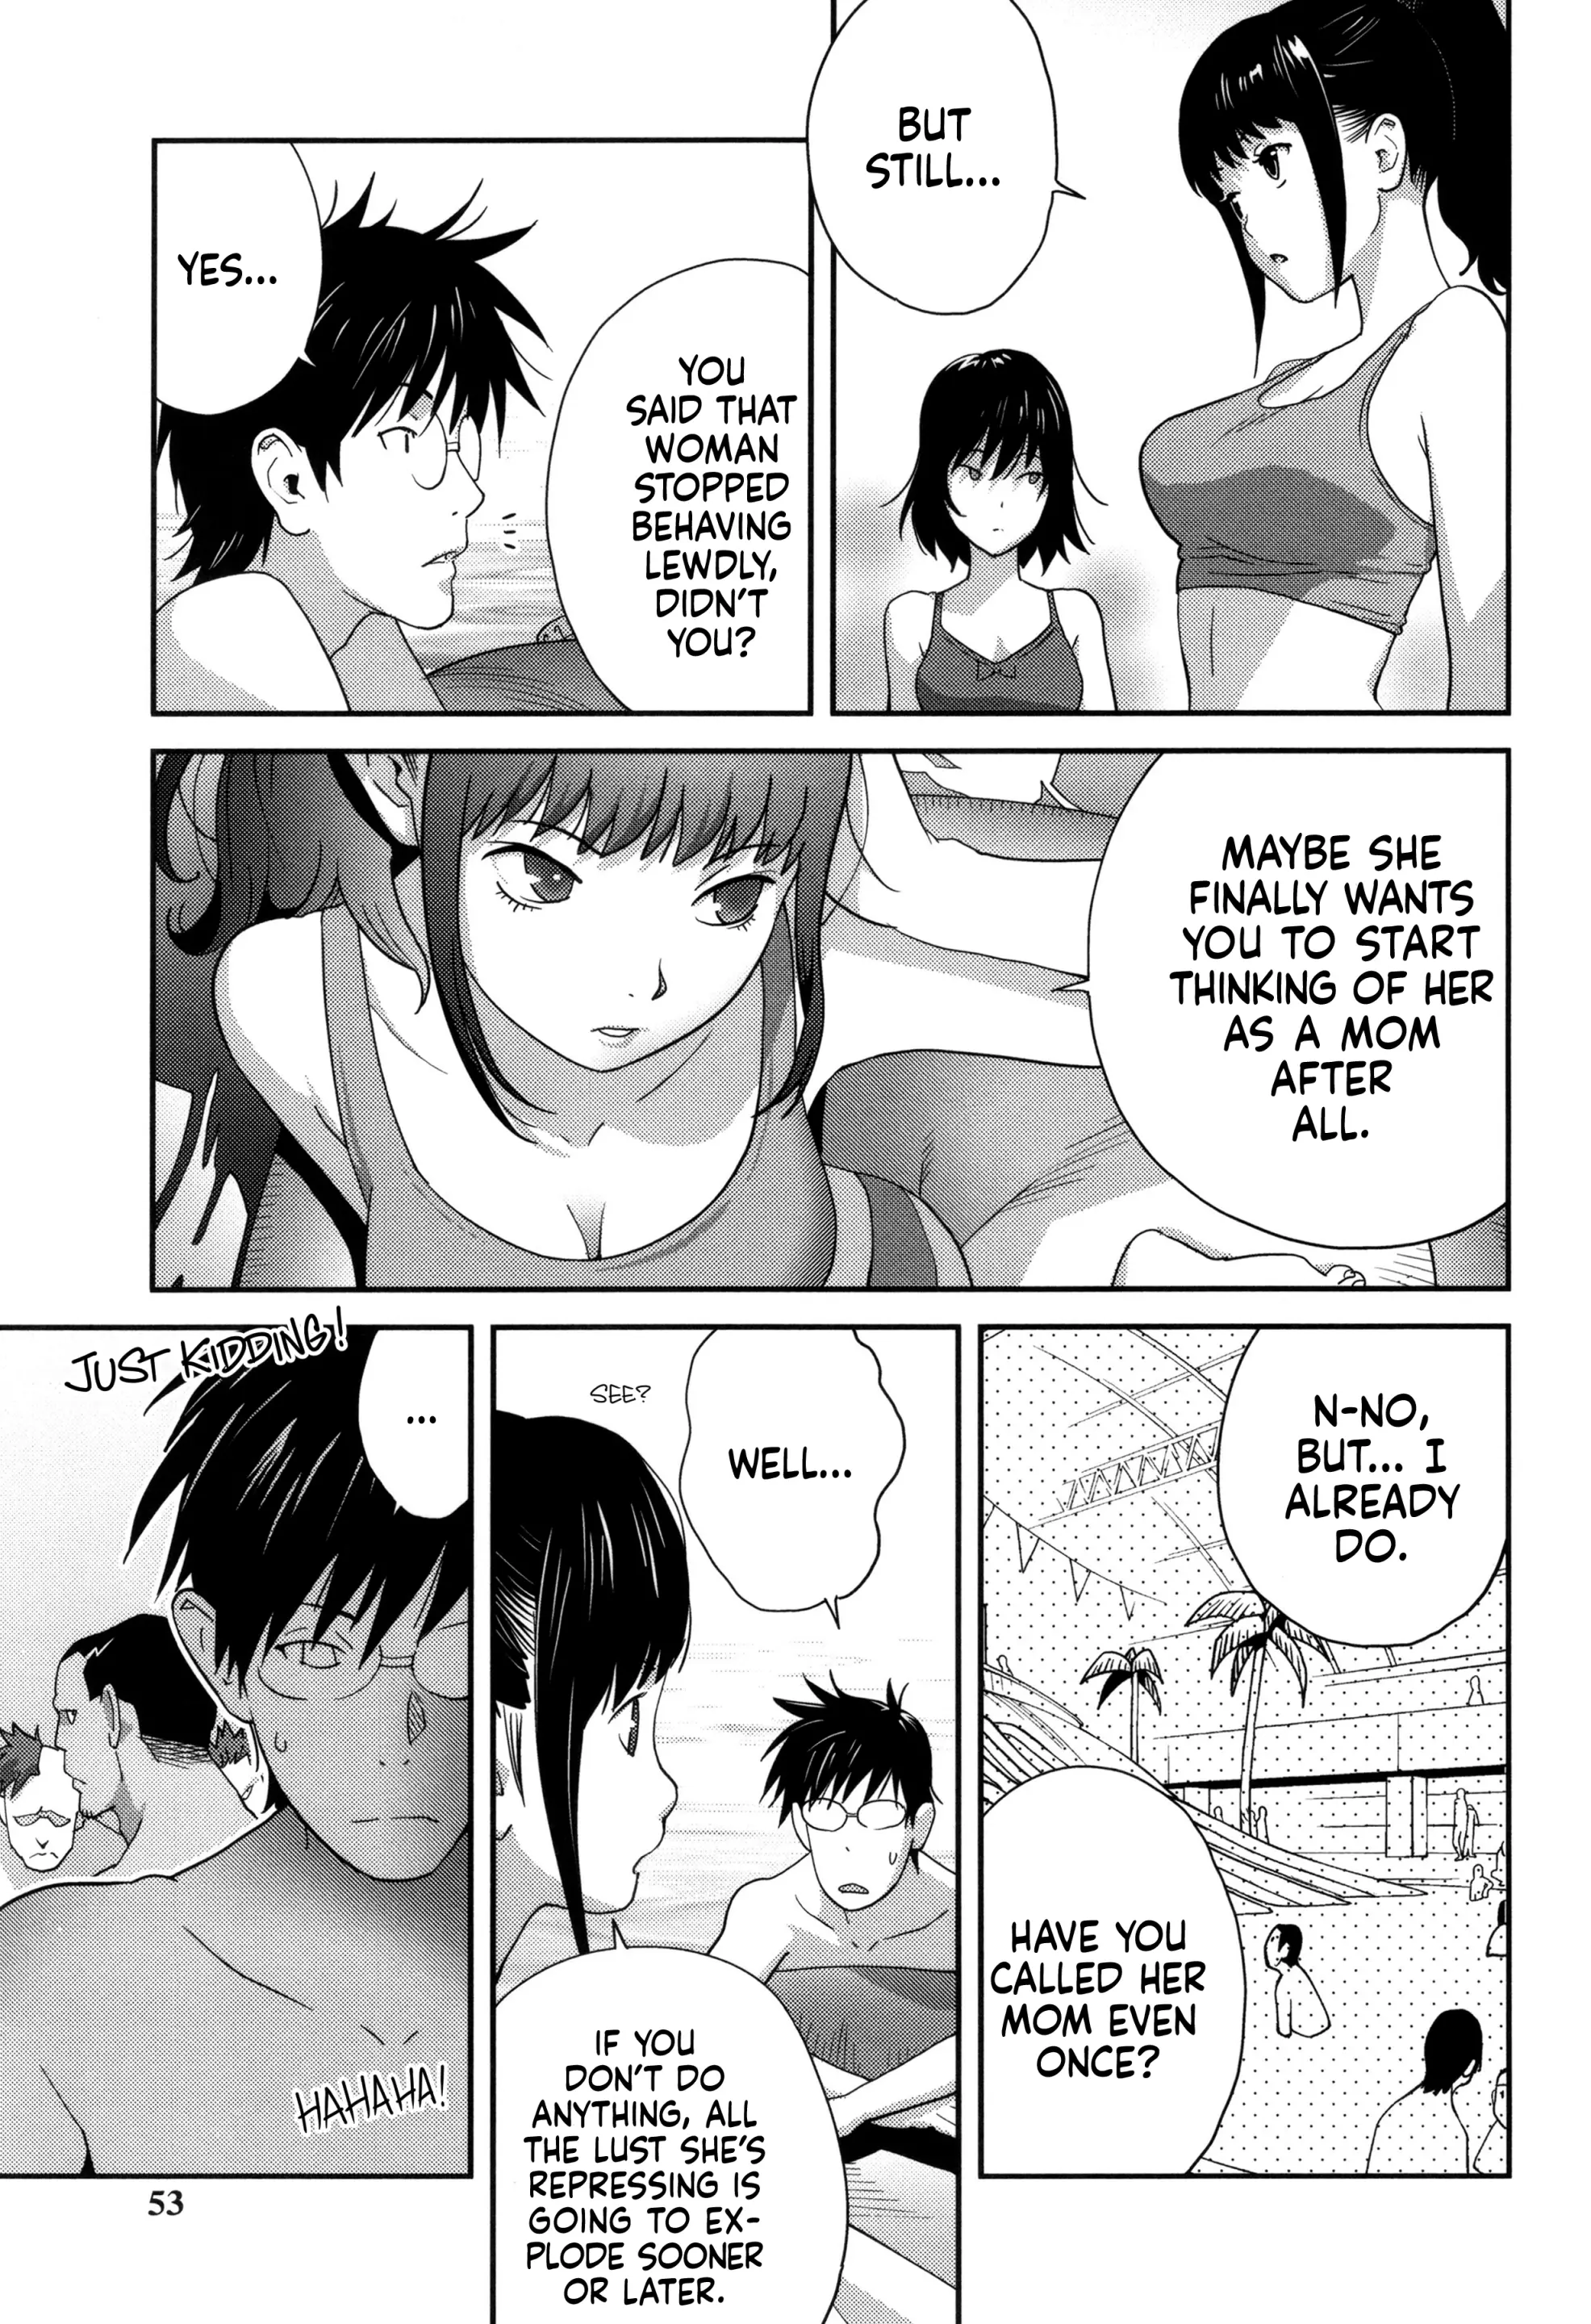 BUT
STILL...
YOU
SAID THAT
WOMAN
STOPPED
BEHAVING
LEWDLY,
DIDN'T
YOU?
YES...
MAYBE SHE
FINALLY WANTS
YOU TO START
THINKING OF HER
AS A MOM
AFTER
ALL.
N-NO,
BUT... I
ALREADY
DO.
HAVE YOU
CALLED HER
MOM EVEN
ONCE?
WELL...
SEE?
IF YOU
DON'T DO
ANYTHING, ALL
THE LUST SHE'S
REPRESSING IS
GOING TO EX-
PLODE SOONER
OR LATER.
...
JUST KIDDING!
HAHAHA!
53